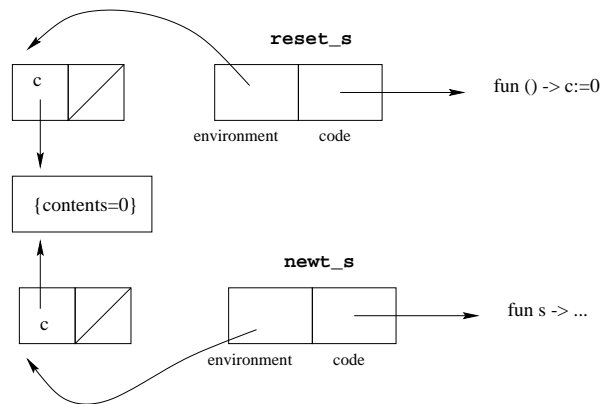 reset_s
c
fun () -> c:=0
environment code
{contents=0}
newt_s
c
fun s -> ...
environment code